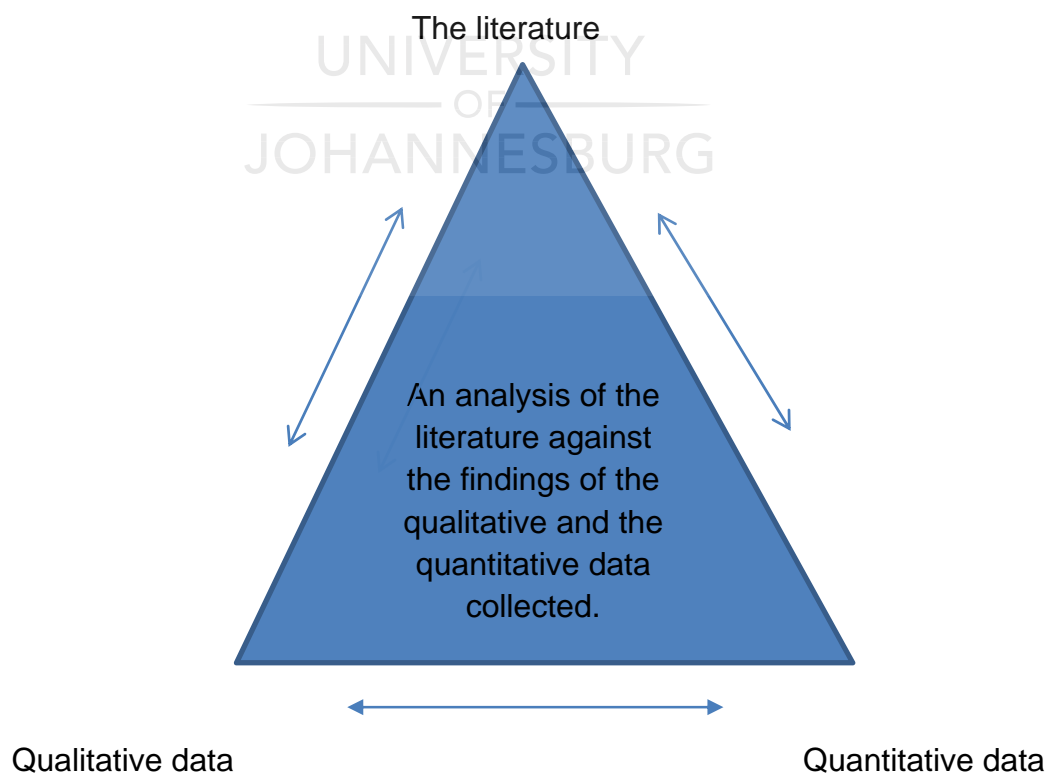 The literature
UNIVERSITY
OF
JOHANNESBURG
An analysis of the
literature against
the findings of the
qualitative and the
quantitative data
collected.
Qualitative data
Quantitative data